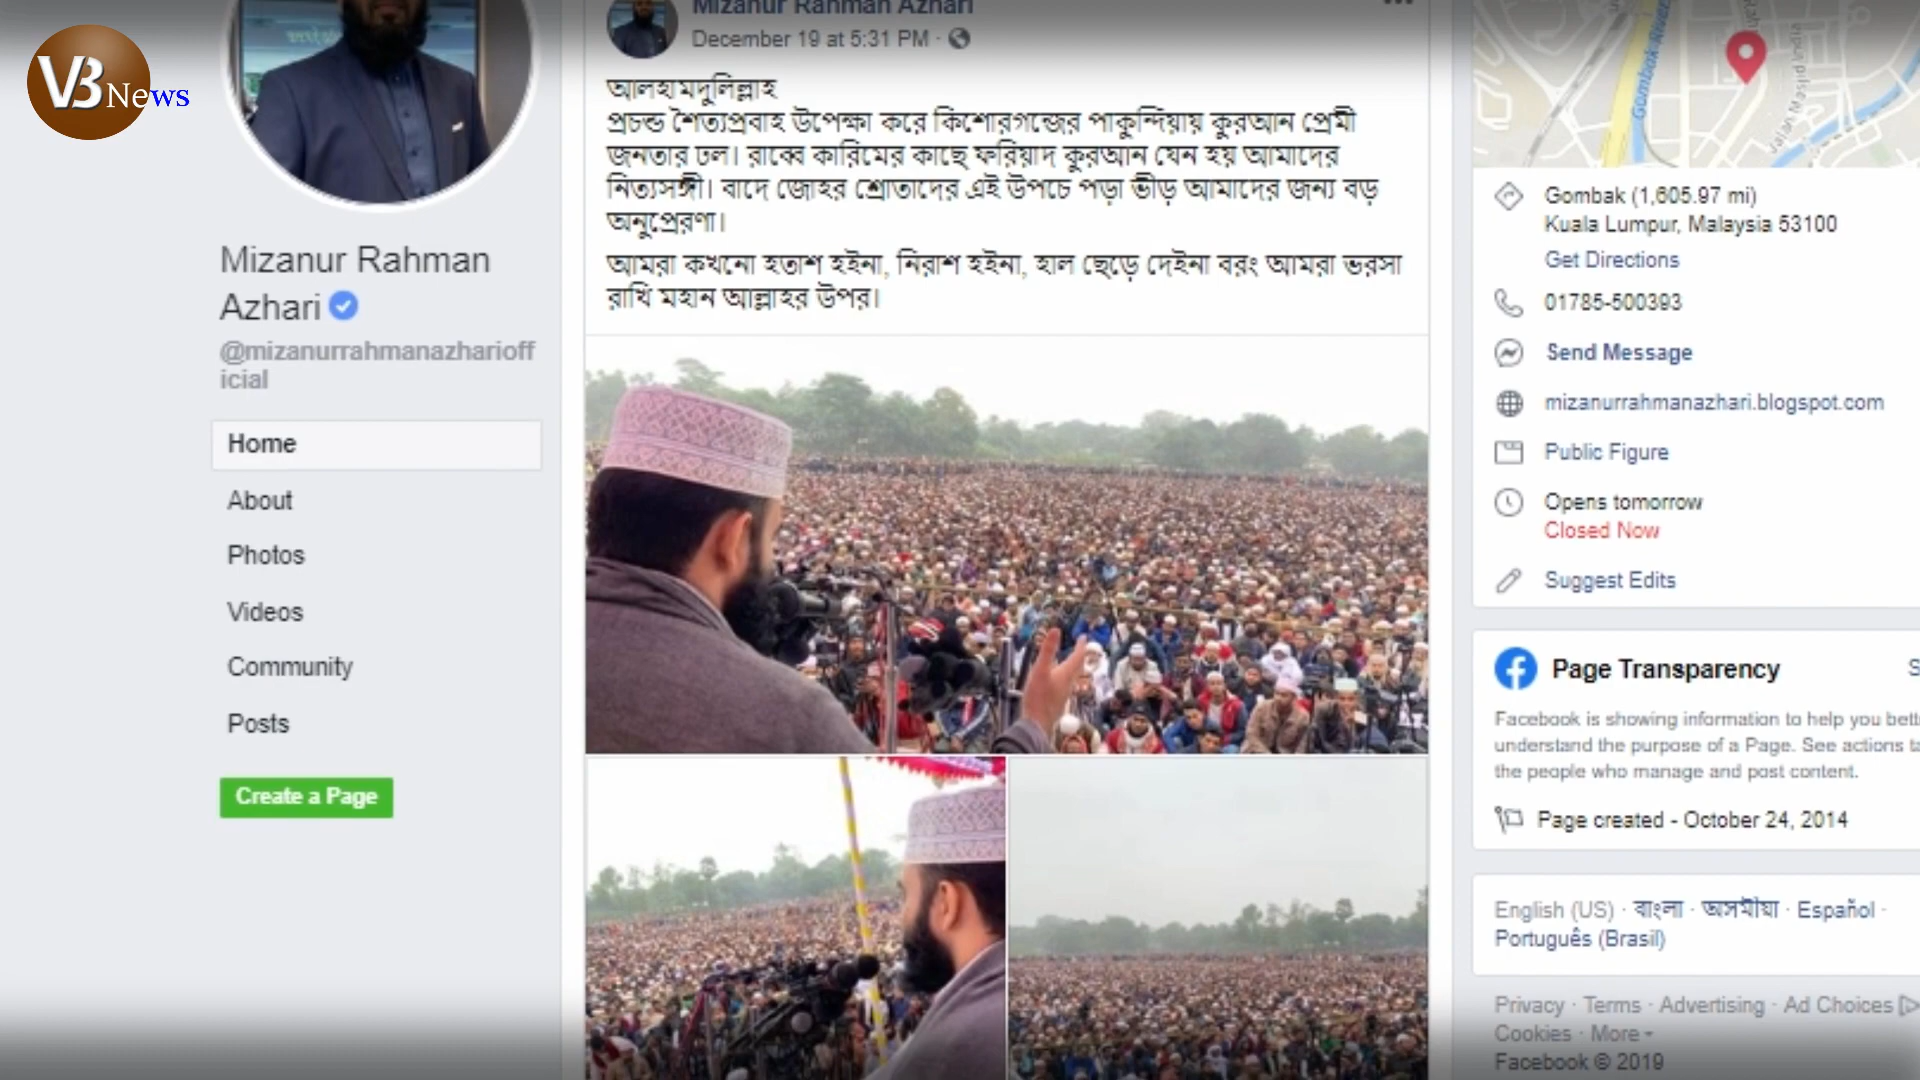 VB News
Mizanur Rahman
Azhari
@mizanurrahmanazharioff
icial
Home
About
Photos
Videos
Community
Posts
Create a Page
Mizanur Rahman Azhari
December 19 at 5:31 PM ·
আলহামদুলিল্লাহ
প্রচন্ড শৈত্যপ্রবাহ উপেক্ষা করে কিশোরগঞ্জের পাকুন্দিয়ায় কুরআন প্রেমী
জনতার ঢল। রাব্বে কারিমের কাছে ফরিয়াদ কুরআন যেন হয় আমাদের
নিত্যসঙ্গী। বাদে জোহর শ্রোতাদের এই উপচে পড়া ভীড় আমাদের জন্য বড়
অনুপ্রেরণা।
আমরা কখনো হতাশ হইনা, নিরাশ হইনা, হাল ছেড়ে দেইনা বরং আমরা ভরসা
রাখি মহান আল্লাহর উপর।
Gombak River
Jalan Masjid India
Gombak (1,605.97 mi)
Kuala Lumpur, Malaysia 53100
Get Directions
01785-500393
Send Message
mizanurrahmanazhari.blogspot.com
Public Figure
Opens tomorrow
Closed Now
Suggest Edits
Page Transparency
Facebook is showing information to help you
understand the purpose of a Page. See actions
the people who manage and post content.
Page created - October 24, 2014
English (US) · বাংলা · অসমীয়া · Español ·
Português (Brasil)
Privacy · Terms · Advertising · Ad Choices
Cookies · More
Facebook © 2019